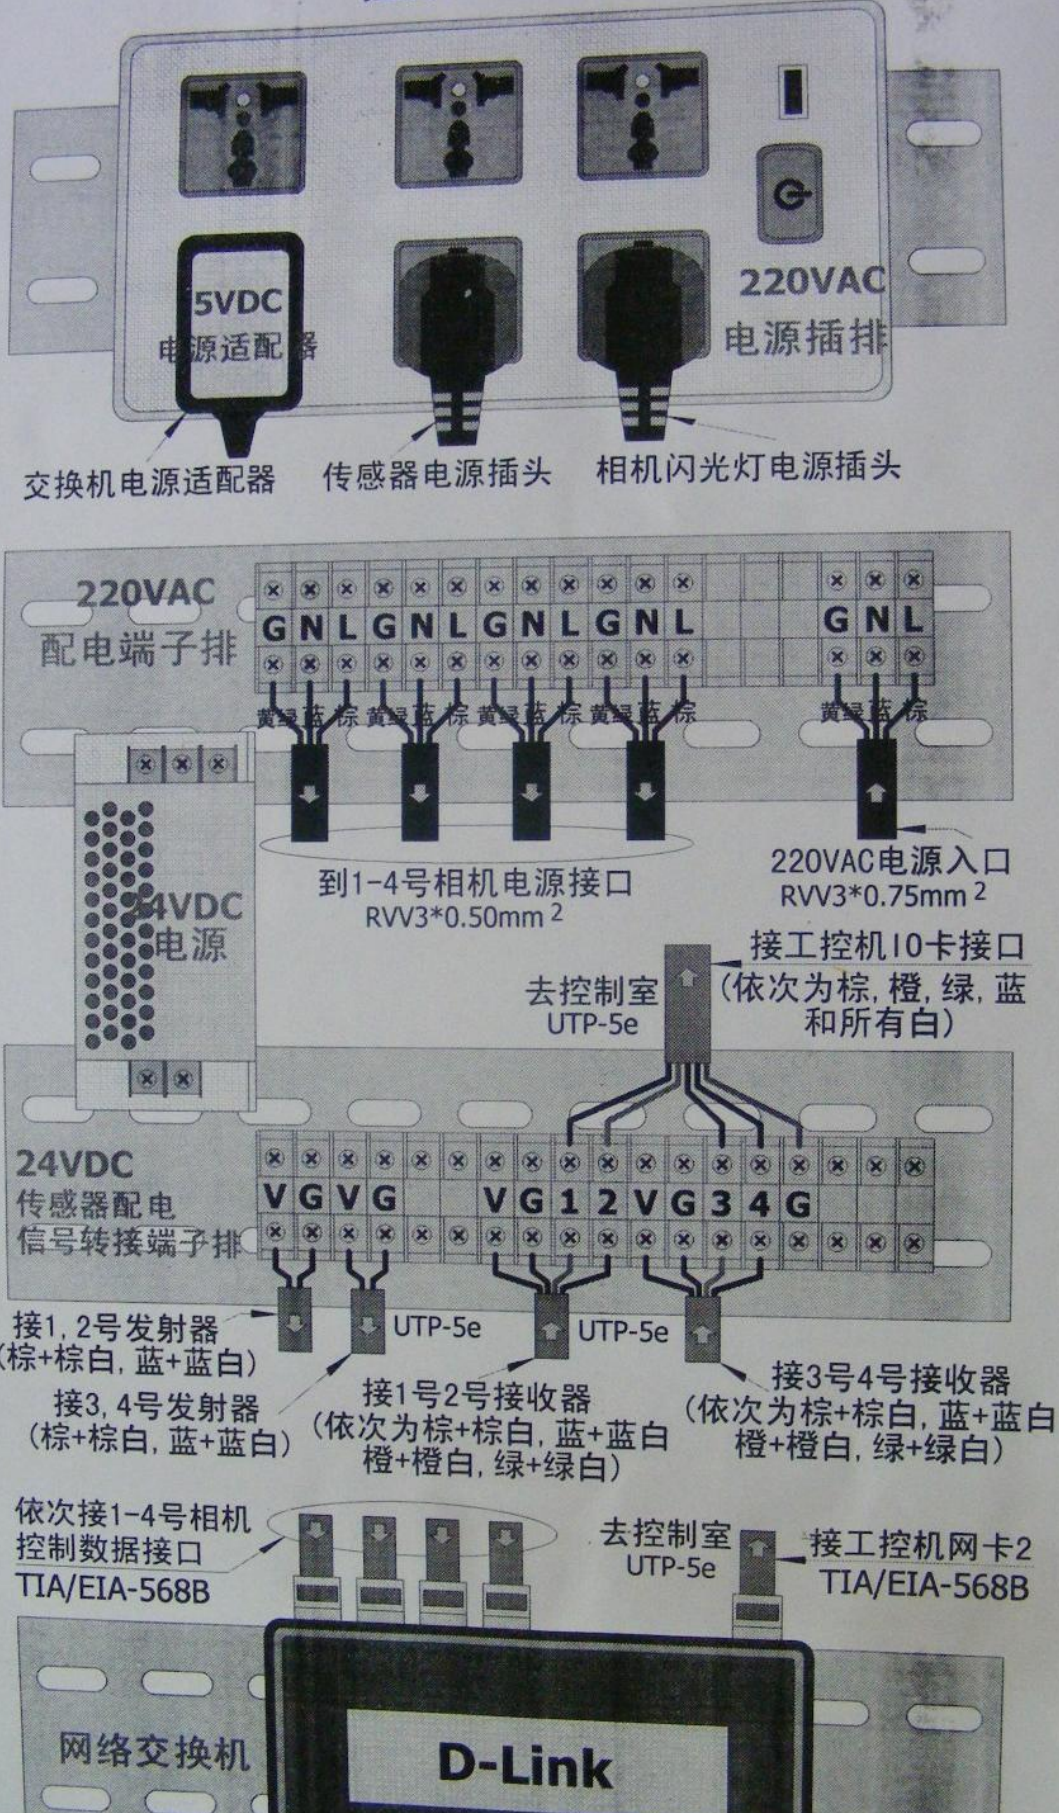 5VDC
电源适配器
220VAC
电源插排
交换机电源适配器
传感器电源插头
相机闪光灯电源插头
220VAC
配电端子排
G N L G N L G N L G N L
G N L
黄绿 蓝 棕 黄绿 蓝 棕 黄绿 蓝 棕 黄绿 蓝 棕
黄绿 蓝 棕
到1-4号相机电源接口
RVV3*0.50mm²
220VAC电源入口
RVV3*0.75mm²
24VDC
电源
去控制室
UTP-5e
接工控机IO卡接口
(依次为棕,橙,绿,蓝
和所有白)
24VDC
传感器配电
信号转接端子排
V G V G
V G 1 2 V G 3 4 G
接1,2号发射器
(棕+棕白,蓝+蓝白)
UTP-5e
UTP-5e
接3,4号发射器
(棕+棕白,蓝+蓝白)
接1号2号接收器
(依次为棕+棕白,蓝+蓝白
橙+橙白,绿+绿白)
接3号4号接收器
(依次为棕+棕白,蓝+蓝白
橙+橙白,绿+绿白)
依次接1-4号相机
控制数据接口
TIA/EIA-568B
去控制室
UTP-5e
接工控机网卡2
TIA/EIA-568B
网络交换机
D-Link